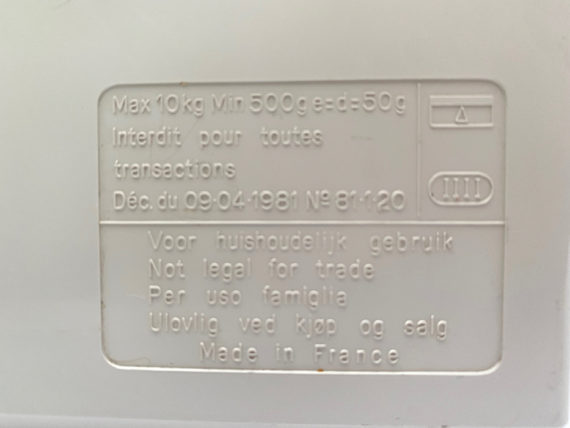 Max 10kg Min 500g e=d=50g
Interdit pour toutes
transactions
Déc. du 09-04-1981 Nº 81-1-20
IIII
Voor huishoudelijk gebruik
Not legal for trade
Per uso famiglia
Ulovlig ved kjøp og salg
Made in France